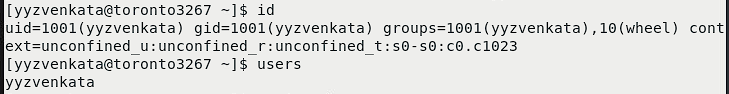 [yyzvenkata@toronto3267 ~]$ id
uid=1001(yyzvenkata) gid=1001(yyzvenkata) groups=1001(yyzvenkata),10(wheel) cont
ext=unconfined_u:unconfined_r:unconfined_t:s0-s0:c0.c1023
[yyzvenkata@toronto3267 ~]$ users
yyzvenkata